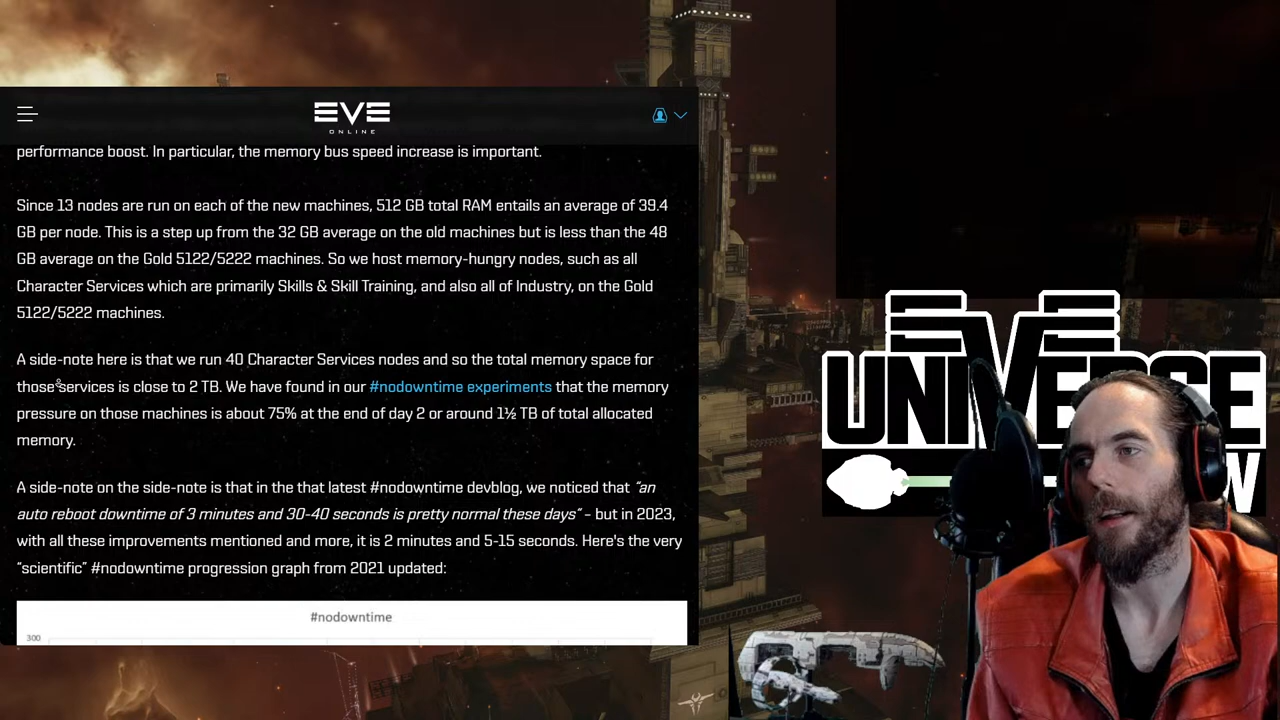 EVE
ONLINE
performance boost. In particular, the memory bus speed increase is important.
Since 13 nodes are run on each of the new machines, 512 GB total RAM entails an average of 39.4
GB per node. This is a step up from the 32 GB average on the old machines but is less than the 48
GB average on the Gold 5122/5222 machines. So we host memory-hungry nodes, such as all
Character Services which are primarily Skills & Skill Training, and also all of Industry, on the Gold
5122/5222 machines.
A side-note here is that we run 40 Character Services nodes and so the total memory space for
those services is close to 2 TB. We have found in our #nodowntime experiments that the memory
pressure on those machines is about 75% at the end of day 2 or around 1½ TB of total allocated
memory.
A side-note on the side-note is that in the that latest #nodowntime devblog, we noticed that “an
auto reboot downtime of 3 minutes and 30-40 seconds is pretty normal these days” – but in 2023,
with all these improvements mentioned and more, it is 2 minutes and 5-15 seconds. Here's the very
“scientific” #nodowntime progression graph from 2021 updated:
#nodowntime
300
EVE
UNIVERSE